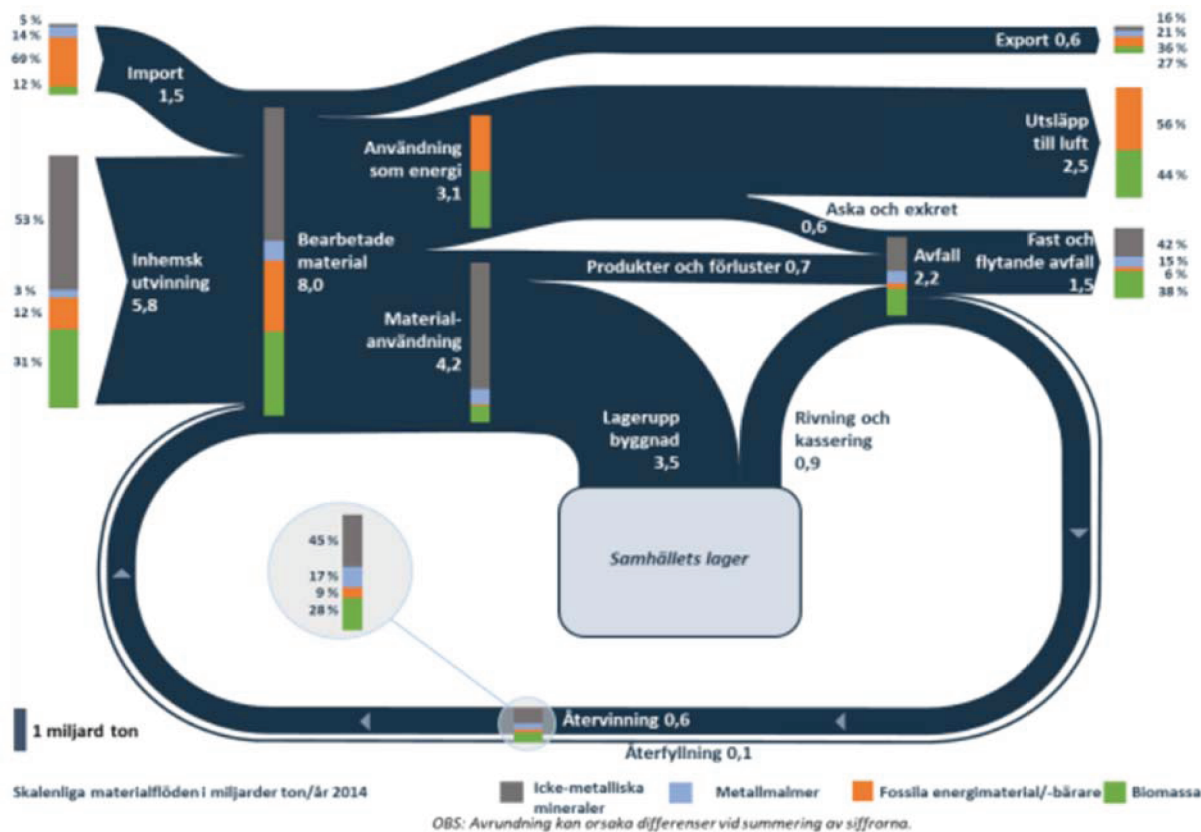 5 %
14 %
69 %
12 %
Import
1,5
53 %
3 %
12 %
31 %
Inhemsk
utvinning
5,8
Bearbetade
material
8,0
Användning
som energi
3,1
Material-
användning
4,2
Export 0,6
16 %
21 %
36 %
27 %
Utsläpp
till luft
2,5
56 %
44 %
Aska och exkret
0,6
Produkter och förluster 0,7
Avfall
2,2
Fast och
flytande avfall
1,5
42 %
15 %
6 %
38 %
Lagerupp
byggnad
3,5
Rivning och
kassering
0,9
Samhällets lager
45 %
17 %
9 %
28 %
Återvinning 0,6
Återfyllning 0,1
1 miljard ton
Skalenliga materialflöden i miljarder ton/år 2014
Icke-metalliska
mineraler
Metallmalmer
Fossila energimaterial/-bärare
Biomassa
OBS: Avrundning kan orsaka differenser vid summering av siffrorna.